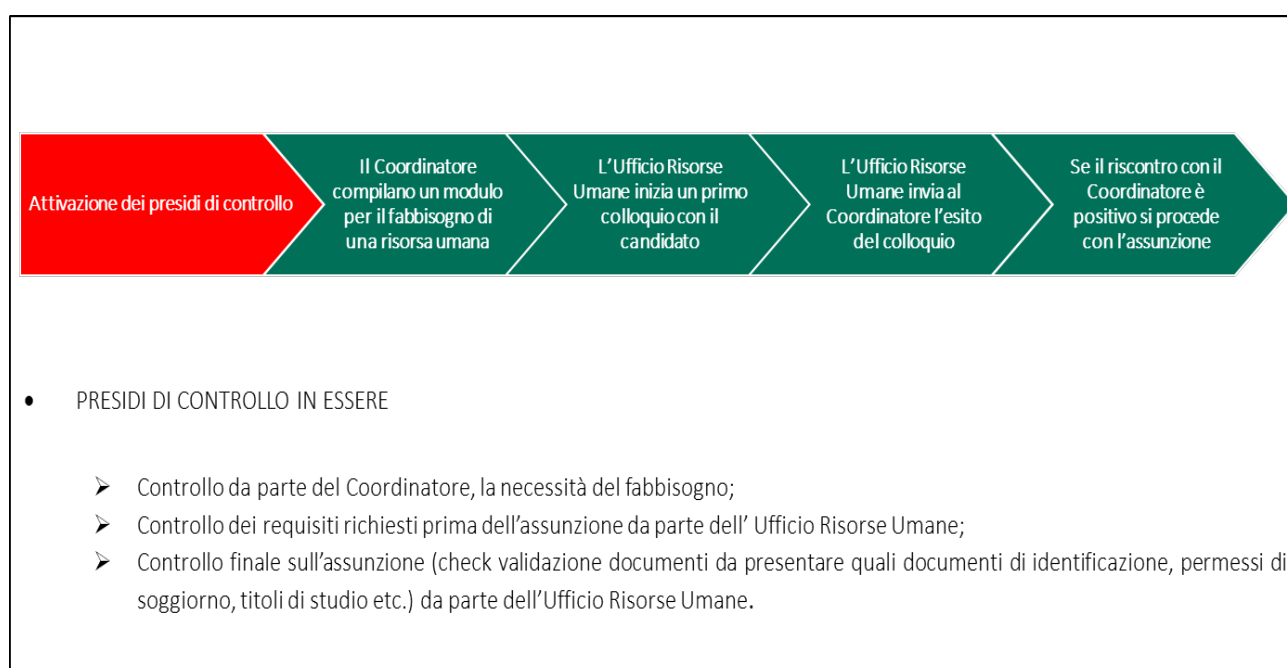 Attivazione dei presidi di controllo
Il Coordinatore
compilano un modulo
per il fabbisogno di
una risorsa umana
L'Ufficio Risorse
Umane inizia un primo
colloquio con il
candidato
L'Ufficio Risorse
Umane invia al
Coordinatore l'esito
del colloquio
Se il riscontro con il
Coordinatore è
positivo si procede
con l'assunzione
• PRESIDI DI CONTROLLO IN ESSERE
➢ Controllo da parte del Coordinatore, la necessità del fabbisogno;
➢ Controllo dei requisiti richiesti prima dell'assunzione da parte dell' Ufficio Risorse Umane;
➢ Controllo finale sull'assunzione (check validazione documenti da presentare quali documenti di identificazione, permessi di
soggiorno, titoli di studio etc.) da parte dell'Ufficio Risorse Umane.